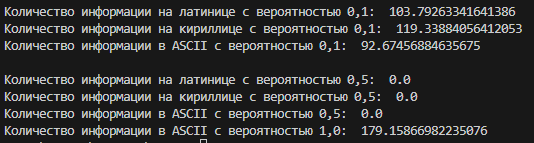 Количество информации на латинице с вероятностью 0,1:  103.79263341641386
Количество информации на кириллице с вероятностью 0,1:  119.33884056412053
Количество информации в ASCII с вероятностью 0,1:  92.67456884635675
Количество информации на латинице с вероятностью 0,5:  0.0
Количество информации на кириллице с вероятностью 0,5:  0.0
Количество информации в ASCII с вероятностью 0,5:  0.0
Количество информации в ASCII с вероятностью 1,0:  179.15866982235076